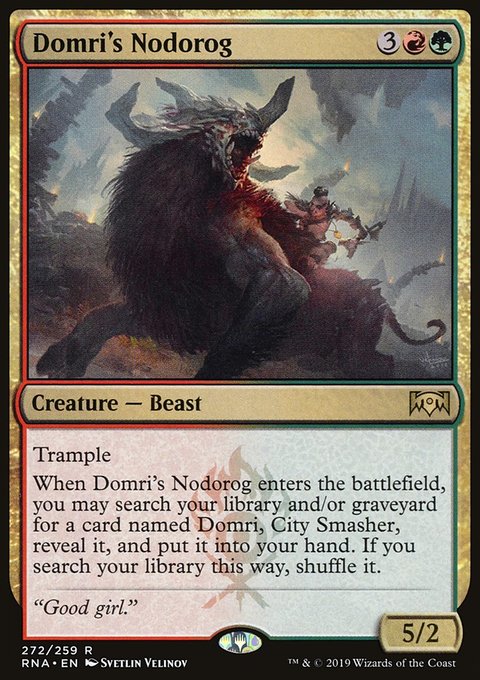 Domri's Nodorog 3
Creature — Beast
Trample
When Domri's Nodorog enters the battlefield,
you may search your library and/or graveyard
for a card named Domri, City Smasher,
reveal it, and put it into your hand. If you
search your library this way, shuffle it.
“Good girl.”
5/2
272/259 R
RNA • EN Svetlin Velinov
™ & © 2019 Wizards of the Coast